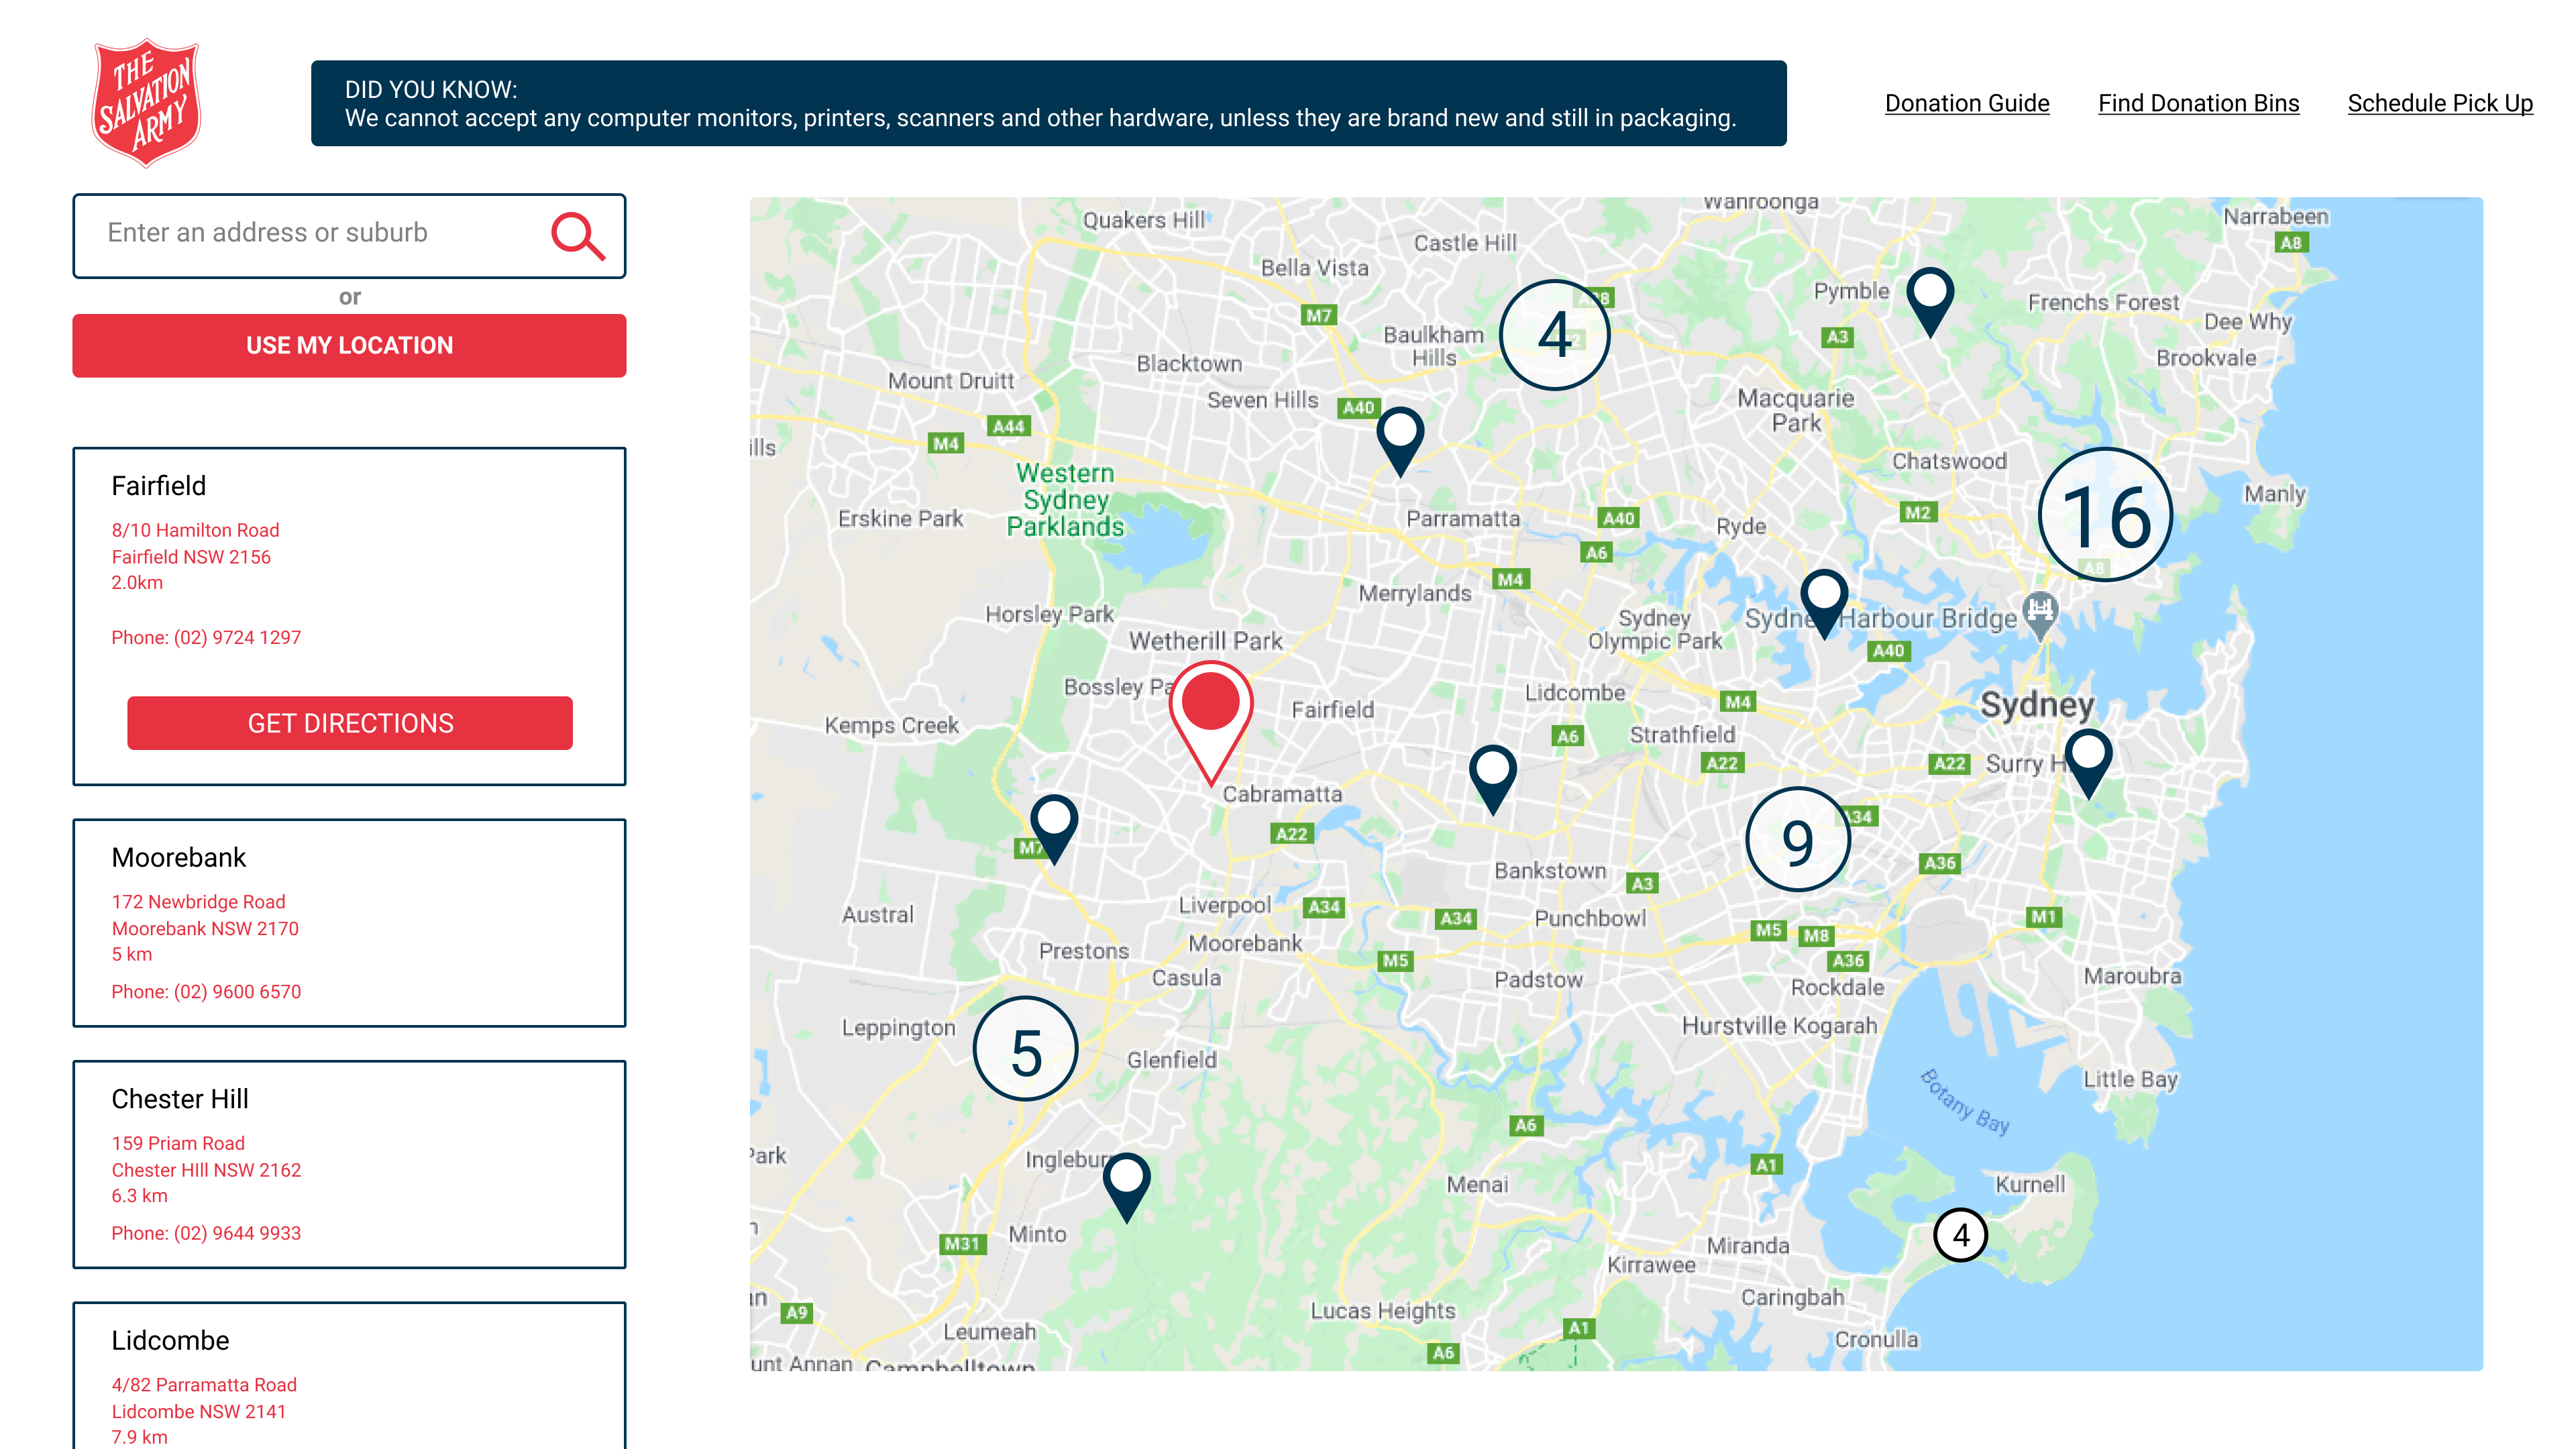 THE
SALVATION
ARMY
DID YOU KNOW:
We cannot accept any computer monitors, printers, scanners and other hardware, unless they are brand new and still in packaging.
Donation Guide
Find Donation Bins
Schedule Pick Up
Enter an address or suburb
or
USE MY LOCATION
Fairfield
8/10 Hamilton Road
Fairfield NSW 2156
2.0km
Phone: (02) 9724 1297
GET DIRECTIONS
Moorebank
172 Newbridge Road
Moorebank NSW 2170
5 km
Phone: (02) 9600 6570
Chester Hill
159 Priam Road
Chester HIll NSW 2162
6.3 km
Phone: (02) 9644 9933
Lidcombe
4/82 Parramatta Road
Lidcombe NSW 2141
7.9 km
Wahroonga
Narrabeen
Quakers Hill
Castle Hill
A8
Bella Vista
Pymble
Frenchs Forest
M7
4
Dee Why
Baulkham
Hills
A3
Brookvale
Blacktown
Mount Druitt
Seven Hills
A40
Macquarie
Park
A44
M4
ills
Chatswood
Western
Sydney
Parklands
16
Manly
Erskine Park
Parramatta
A40
Ryde
M2
A6
A8
M4
Merrylands
Horsley Park
Sydney
Olympic Park
Sydne Harbour Bridge
Wetherill Park
A40
Bossley Pa
Lidcombe
M4
Fairfield
Sydney
Kemps Creek
A6
Strathfield
A22
A22
Surry H
Cabramatta
A34
A22
M7
9
A36
Bankstown
A3
Liverpool
A34
A34
Punchbowl
Austral
M1
M5
M8
Prestons
Moorebank
M5
A36
Casula
Padstow
Maroubra
Rockdale
Leppington
5
Hurstville
Kogarah
Glenfield
Little Bay
Botany Bay
A6
Park
Inglebur
A1
Menai
Kurnell
Minto
M31
4
Miranda
Kirrawee
Caringbah
A9
Lucas Heights
Leumeah
A1
Cronulla
A6
unt Annan
Campbelltown